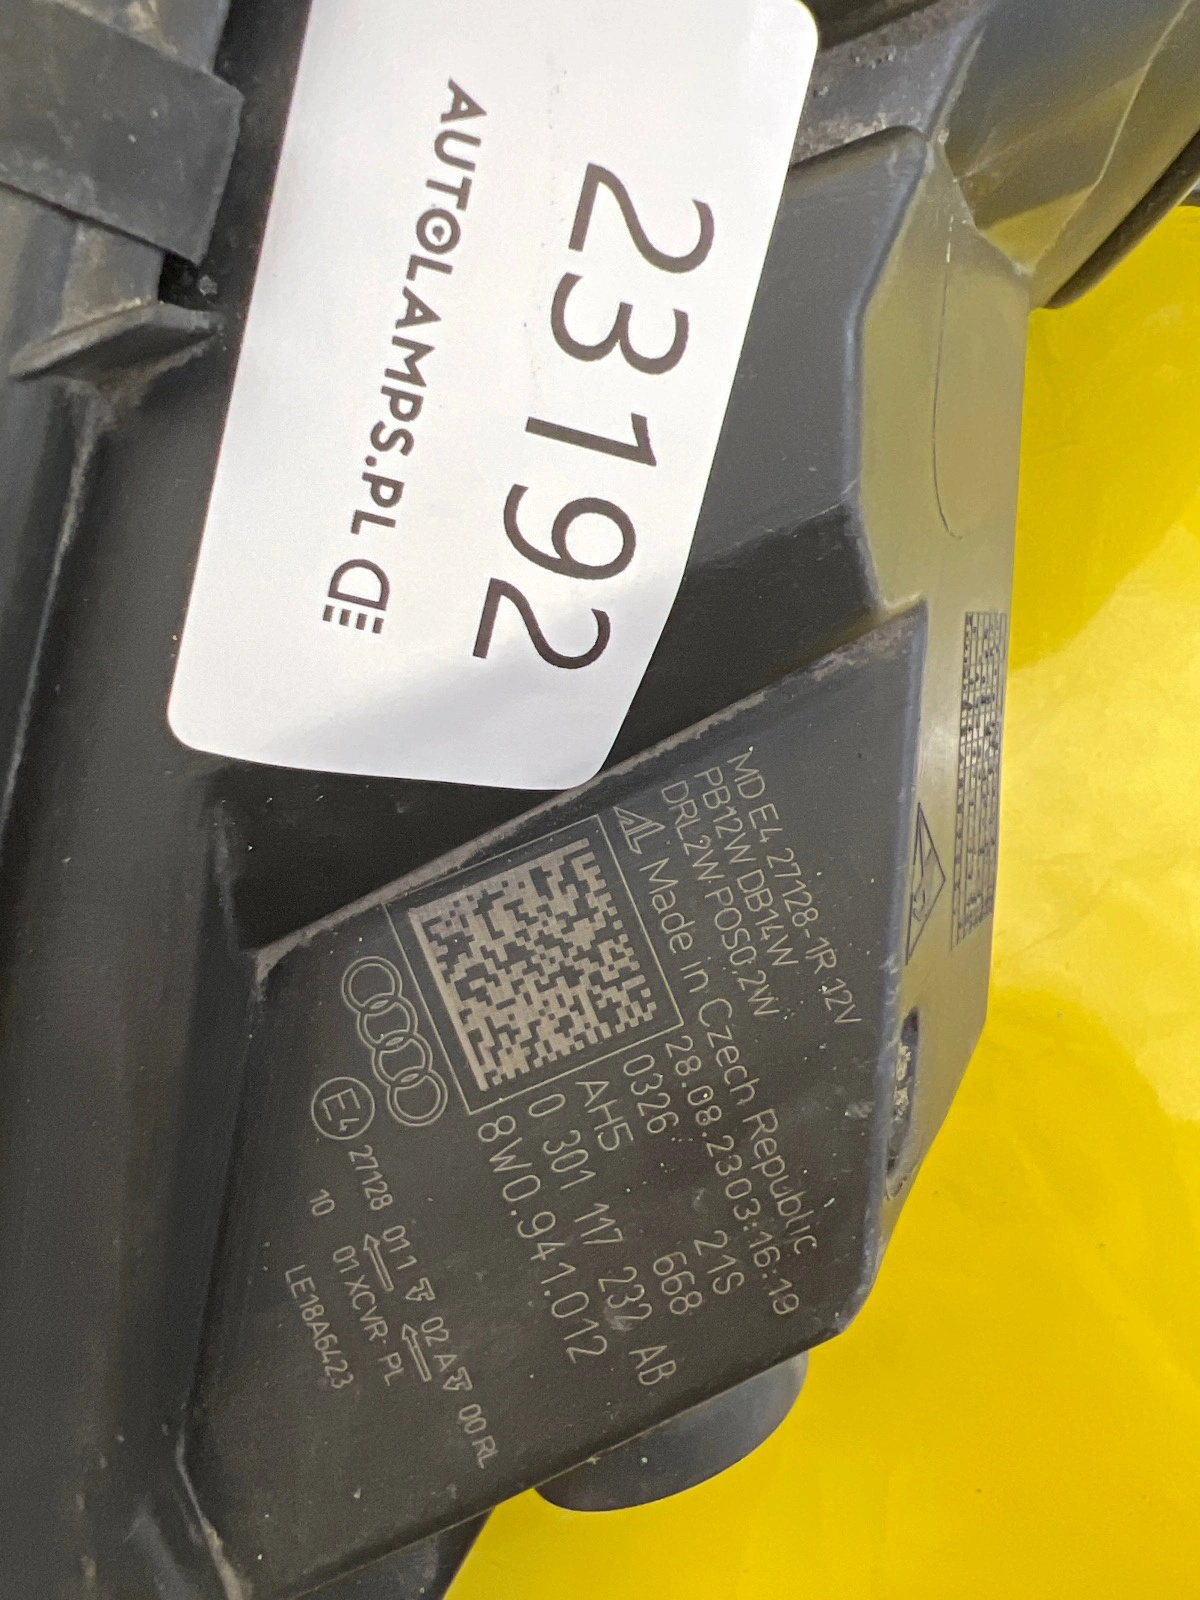 23192
AUTOLAMPS.PL
MD E4 27128-1R 12V
PB12W DB14W
DRL2W POS0.2W
AL Made in Czech Republic
28.08.2303:16:19
0326 21S
AH5 668
0 301 117 232 AB
8W0.941.012
E4 27128 011 02A 00RL
10 01XCVR PL
LE18A6423